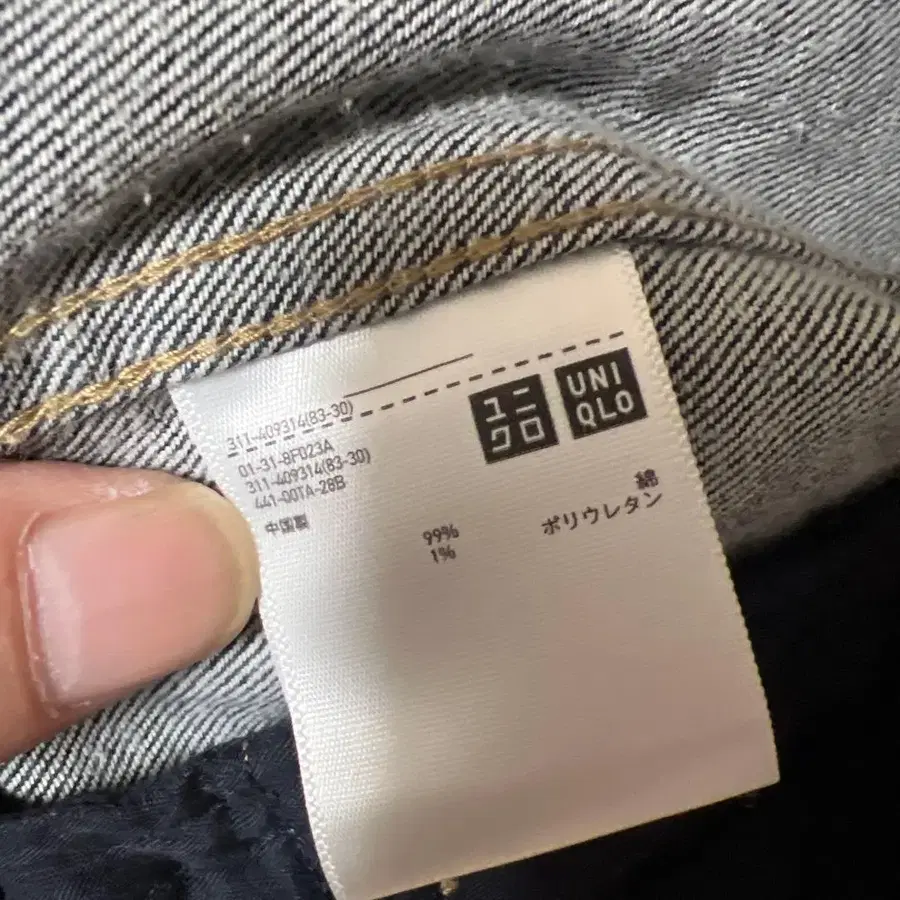 311-409314(83-30)
01-31-8F023A
311-409314(83-30)
441-00TA-28B
中国製
ユニ
クロ
UNI
QLO
綿 99%
ポリウレタン 1%